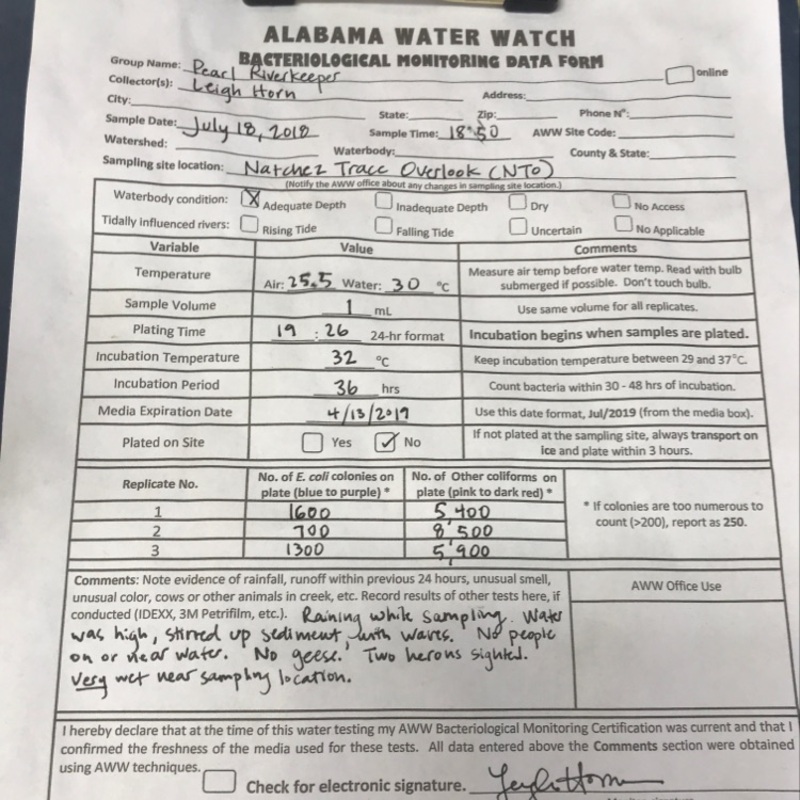 ALABAMA WATER WATCH
BACTERIOLOGICAL MONITORING DATA FORM
Group Name: Pearl Riverkeeper online
Collector(s): Leigh Horn Address:
City: State: Zip: Phone N°:
Sample Date: July 18, 2018 Sample Time: 18:50 AWW Site Code:
Watershed: Waterbody: County & State:
Sampling site location: Natchez Trace Overlook (NTO)
(Notify the AWW office about any changes in sampling site location.)
Waterbody condition: X Adequate Depth Inadequate Depth Dry No Access
Tidally influenced rivers: Rising Tide Falling Tide Uncertain No Applicable
Variable Value Comments
Temperature Air: 25.5 Water: 30 °C Measure air temp before water temp. Read with bulb
submerged if possible. Don't touch bulb.
Sample Volume 1 mL Use same volume for all replicates.
Plating Time 19 : 26 24-hr format Incubation begins when samples are plated.
Incubation Temperature 32 °C Keep incubation temperature between 29 and 37°C.
Incubation Period 36 hrs Count bacteria within 30 - 48 hrs of incubation.
Media Expiration Date 4/13/2019 Use this date format, Jul/2019 (from the media box).
Plated on Site Yes ✓ No If not plated at the sampling site, always transport on
ice and plate within 3 hours.
Replicate No. No. of E. coli colonies on plate (blue to purple) * No. of Other coliforms on plate (pink to dark red) *
1 1600 5,400
2 700 8,500
3 1300 5,900
* If colonies are too numerous to
count (>200), report as 250.
Comments: Note evidence of rainfall, runoff within previous 24 hours, unusual smell,
unusual color, cows or other animals in creek, etc. Record results of other tests here, if
conducted (IDEXX, 3M Petrifilm, etc.). Raining while sampling. Water
was high, stirred up sediment, with waves. No people
on or near water. No geese. Two herons sighted.
Very wet near sampling location.
AWW Office Use
I hereby declare that at the time of this water testing my AWW Bacteriological Monitoring Certification was current and that I
confirmed the freshness of the media used for these tests. All data entered above the Comments section were obtained
using AWW techniques.
Check for electronic signature. Leigh Horn